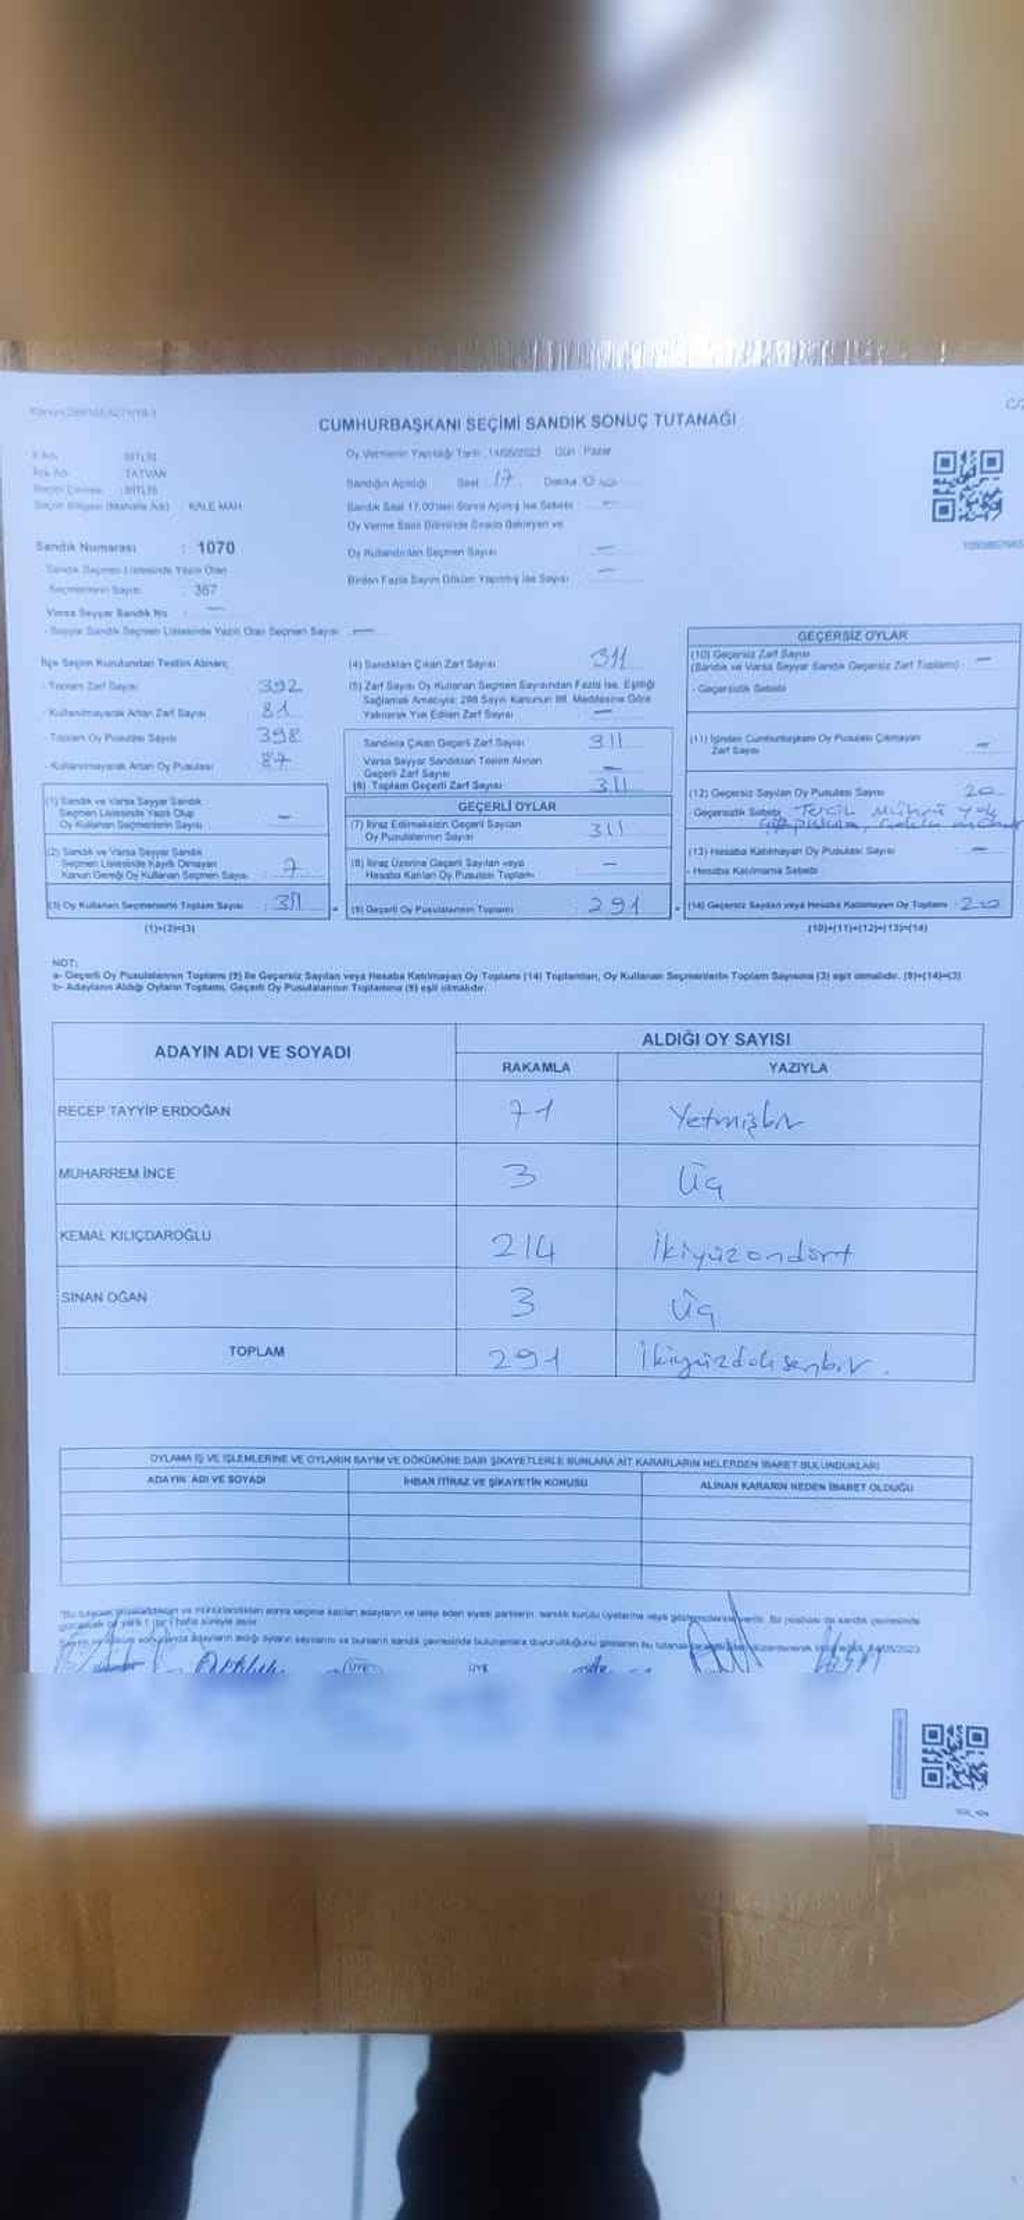 CUMHURBAŞKANI SEÇİMİ SANDIK SONUÇ TUTANAĞI
BİTLİS
TATVAN
BİTLİS
KALE MAH
Sandık Numarası : 1070
Sandık Seçmen Listesinde Yazılı Olan
Seçmenlerin Sayısı : 367
Varsa Seyyar Sandık No : —
- Seyyar Sandık Seçmen Listesinde Yazılı Olan Seçmen Sayısı : —
Oy Vermenin Yapıldığı Tarih : 14/05/2023 Gün : Pazar
Sandığın Açıldığı Saat : 17 Dakika 00
Sandık Saat 17.00'den Sonra Açılmış İse Sebebi —
Oy Verme Saati Bitiminde Sırada Bekleyen ve
Oy Kullandırılan Seçmen Sayısı —
Birden Fazla Sayım Döküm Yapılmış İse Sayısı —
İlçe Seçim Kurulundan Teslim Alınan;
- Toplam Zarf Sayısı 392
- Kullanılmayarak Artan Zarf Sayısı 81
- Toplam Oy Pusulası Sayısı 398
- Kullanılmayarak Artan Oy Pusulası 87
(1) Sandık ve Varsa Seyyar Sandık
Seçmen Listesinde Yazılı Olup
Oy Kullanan Seçmenlerin Sayısı —
(2) Sandık ve Varsa Seyyar Sandık
Seçmen Listesinde Kayıtlı Olmayan
Kanun Gereği Oy Kullanan Seçmen Sayısı 7
(3) Oy Kullanan Seçmenlerin Toplam Sayısı 311
(1)+(2)=(3)
(4) Sandıktan Çıkan Zarf Sayısı 311
(5) Zarf Sayısı Oy Kullanan Seçmen Sayısından Fazla İse, Eşitliği
Sağlamak Amacıyla; 298 Sayılı Kanunun 98. Maddesine Göre
Yakılarak Yok Edilen Zarf Sayısı —
Sandıkta Çıkan Geçerli Zarf Sayısı 311
Varsa Seyyar Sandıktan Teslim Alınan
Geçerli Zarf Sayısı —
(6) Toplam Geçerli Zarf Sayısı 311
GEÇERLİ OYLAR
(7) İtiraz Edilmeksizin Geçerli Sayılan
Oy Pusulalarının Sayısı 311
(8) İtiraz Üzerine Geçerli Sayılan veya
Hesaba Katılan Oy Pusulası Toplamı —
(9) Geçerli Oy Pusulalarının Toplamı 291
GEÇERSİZ OYLAR
(10) Geçersiz Zarf Sayısı
(Sandık ve Varsa Seyyar Sandık Geçersiz Zarf Toplamı) —
- Geçersizlik Sebebi
(11) İçinden Cumhurbaşkanı Oy Pusulası Çıkmayan
Zarf Sayısı —
(12) Geçersiz Sayılan Oy Pusulası Sayısı 20
- Geçersizlik Sebebi Tercih Mührü yok
(13) Hesaba Katılmayan Oy Pusulası Sayısı —
- Hesaba Katılmama Sebebi
(14) Geçersiz Sayılan veya Hesaba Katılmayan Oy Toplamı 20
(10)+(11)+(12)+(13)=(14)
NOT:
a- Geçerli Oy Pusulalarının Toplamı (9) ile Geçersiz Sayılan veya Hesaba Katılmayan Oy Toplamı (14) Toplamları, Oy Kullanan Seçmenlerin Toplam Sayısına (3) eşit olmalıdır. (9)+(14)=(3)
b- Adayların Aldığı Oyların Toplamı, Geçerli Oy Pusulalarının Toplamına (9) eşit olmalıdır.
ADAYIN ADI VE SOYADI ALDIĞI OY SAYISI
RAKAMLA YAZIYLA
RECEP TAYYİP ERDOĞAN 71 Yetmişbir
MUHARREM İNCE 3 Üç
KEMAL KILIÇDAROĞLU 214 İkiyüzondört
SİNAN OĞAN 3 Üç
TOPLAM 291 İkiyüzdoksenbir.
OYLAMA İŞ VE İŞLEMLERİNE VE OYLARIN SAYIM VE DÖKÜMÜNE DAİR ŞİKAYETLERLE BUNLARA AİT KARARLARIN NELERDEN İBARET BULUNDUKLARI
ADAYIN ADI VE SOYADI İHBAR İTİRAZ VE ŞİKAYETİN KONUSU ALINAN KARARIN NEDEN İBARET OLDUĞU
ÜYE ÜYE